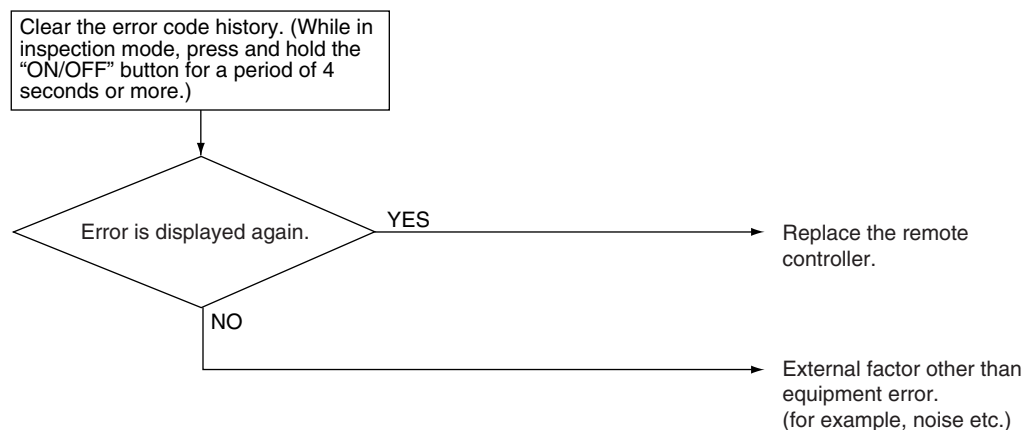 Clear the error code history. (While in
inspection mode, press and hold the
“ON/OFF” button for a period of 4
seconds or more.)
Error is displayed again.
YES
Replace the remote
controller.
NO
External factor other than
equipment error.
(for example, noise etc.)